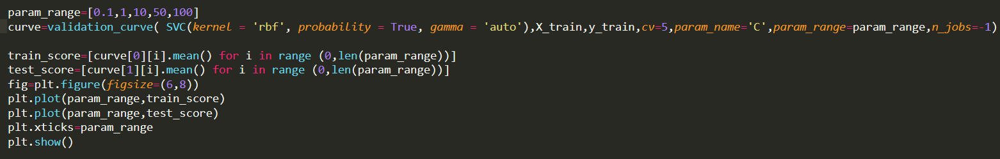 param_range=[0.1,1,10,50,100]
curve=validation_curve( SVC(kernel = 'rbf', probability = True, gamma = 'auto'),X_train,y_train,cv=5,param_name='C',param_range=param_range,n_jobs=-1)
train_score=[curve[0][i].mean() for i in range (0,len(param_range))]
test_score=[curve[1][i].mean() for i in range (0,len(param_range))]
fig=plt.figure(figsize=(6,8))
plt.plot(param_range,train_score)
plt.plot(param_range,test_score)
plt.xticks=param_range
plt.show()